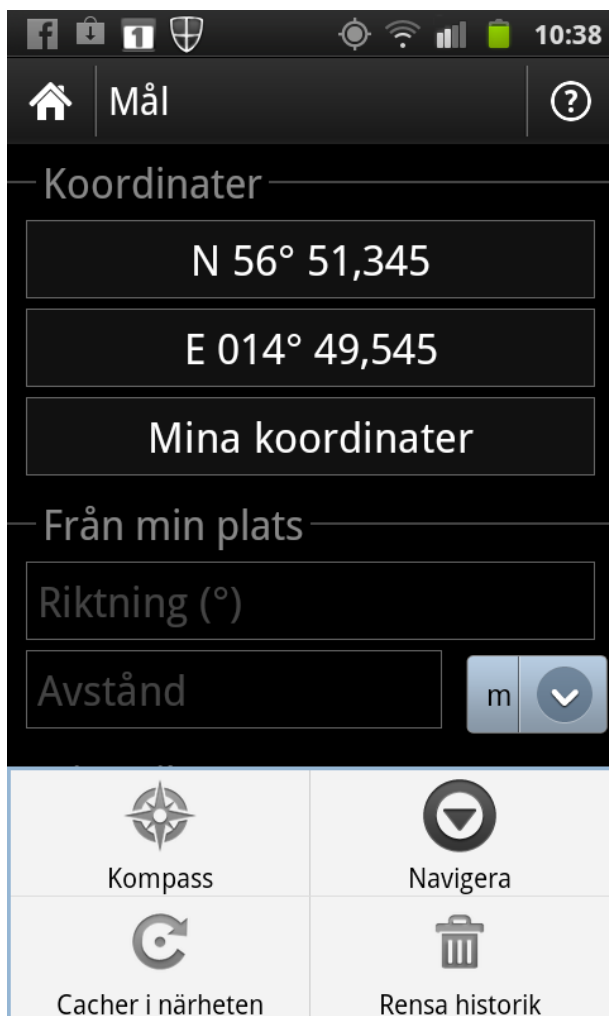 10:38
Mål
Koordinater
N 56° 51,345
E 014° 49,545
Mina koordinater
Från min plats
Riktning (°)
Avstånd
m
Kompass
Navigera
Cacher i närheten
Rensa historik